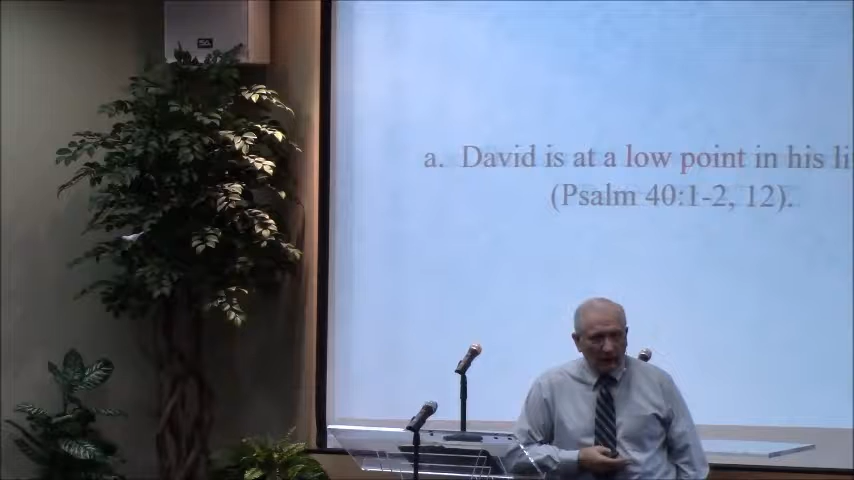 a. David is at a low point in his li
(Psalm 40:1-2, 12).